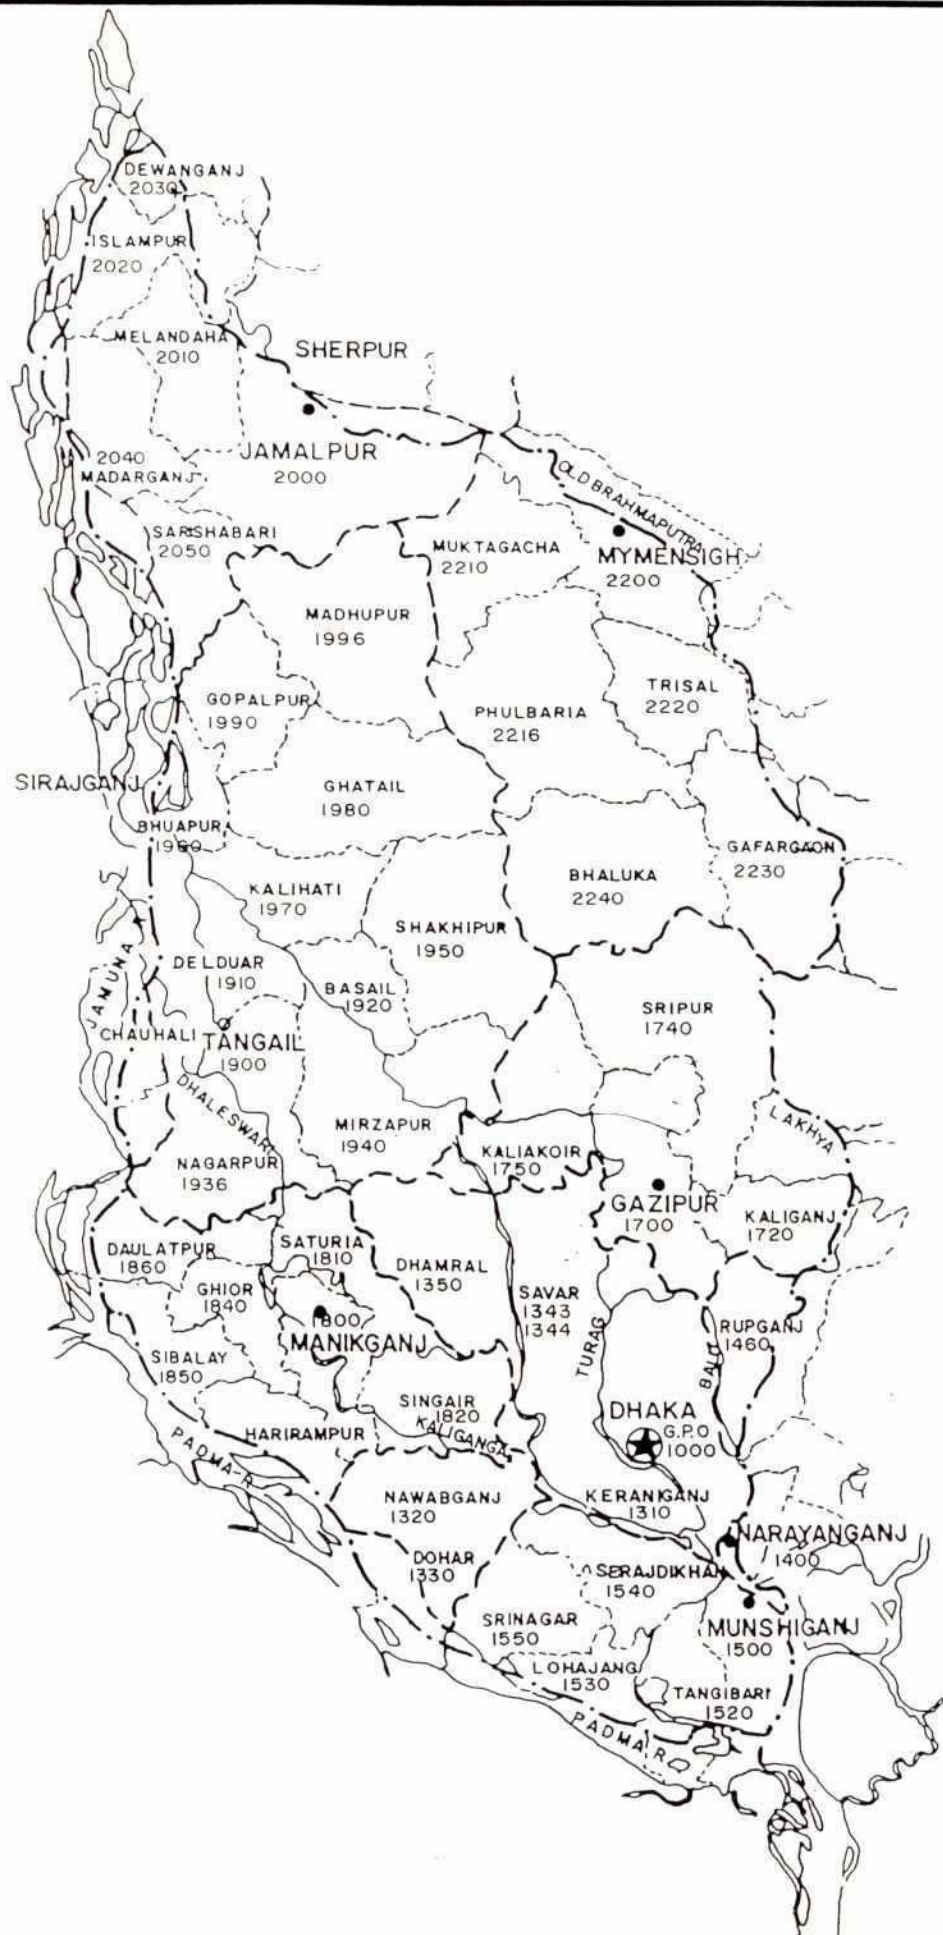 DEWANGANJ
2030
ISLAMPUR
2020
MELANDAHA
2010
SHERPUR
JAMALPUR
2000
2040
MADARGANJ
SARSHABARI
2050
OLD BRAHMAPUTRA
MUKTAGACHA
2210
MYMENSIGH
2200
MADHUPUR
1996
GOPALPUR
1990
PHULBARIA
2216
TRISAL
2220
SIRAJGANJ
GHATAIL
1980
BHUAPUR
1960
GAFARGAON
2230
BHALUKA
2240
KALIHATI
1970
SHAKHIPUR
1950
JAMUNA R
DELDUAR
1910
BASAIL
1920
SRIPUR
1740
CHAUHALI
TANGAIL
1900
DHALESWARI
MIRZAPUR
1940
LAKHYA
NAGARPUR
1936
KALIAKOIR
1750
GAZIPUR
1700
KALIGANJ
1720
DAULATPUR
1860
SATURIA
1810
DHAMRAL
1350
GHIOR
1840
SAVAR
1343
1344
1800
MANIKGANJ
TURAG
BALU
RUPGANJ
1460
SIBALAY
1850
SINGAIR
1820
KALIGANGA
DHAKA
G.P.O
1000
HARIRAMPUR
PADMA-R
NAWABGANJ
1320
KERANIGANJ
1310
NARAYANGANJ
1400
DOHAR
1330
SERAJDIKHAN
1540
SRINAGAR
1550
MUNSHIGANJ
1500
LOHAJANG
1530
TANGIBARI
1520
PADMA R